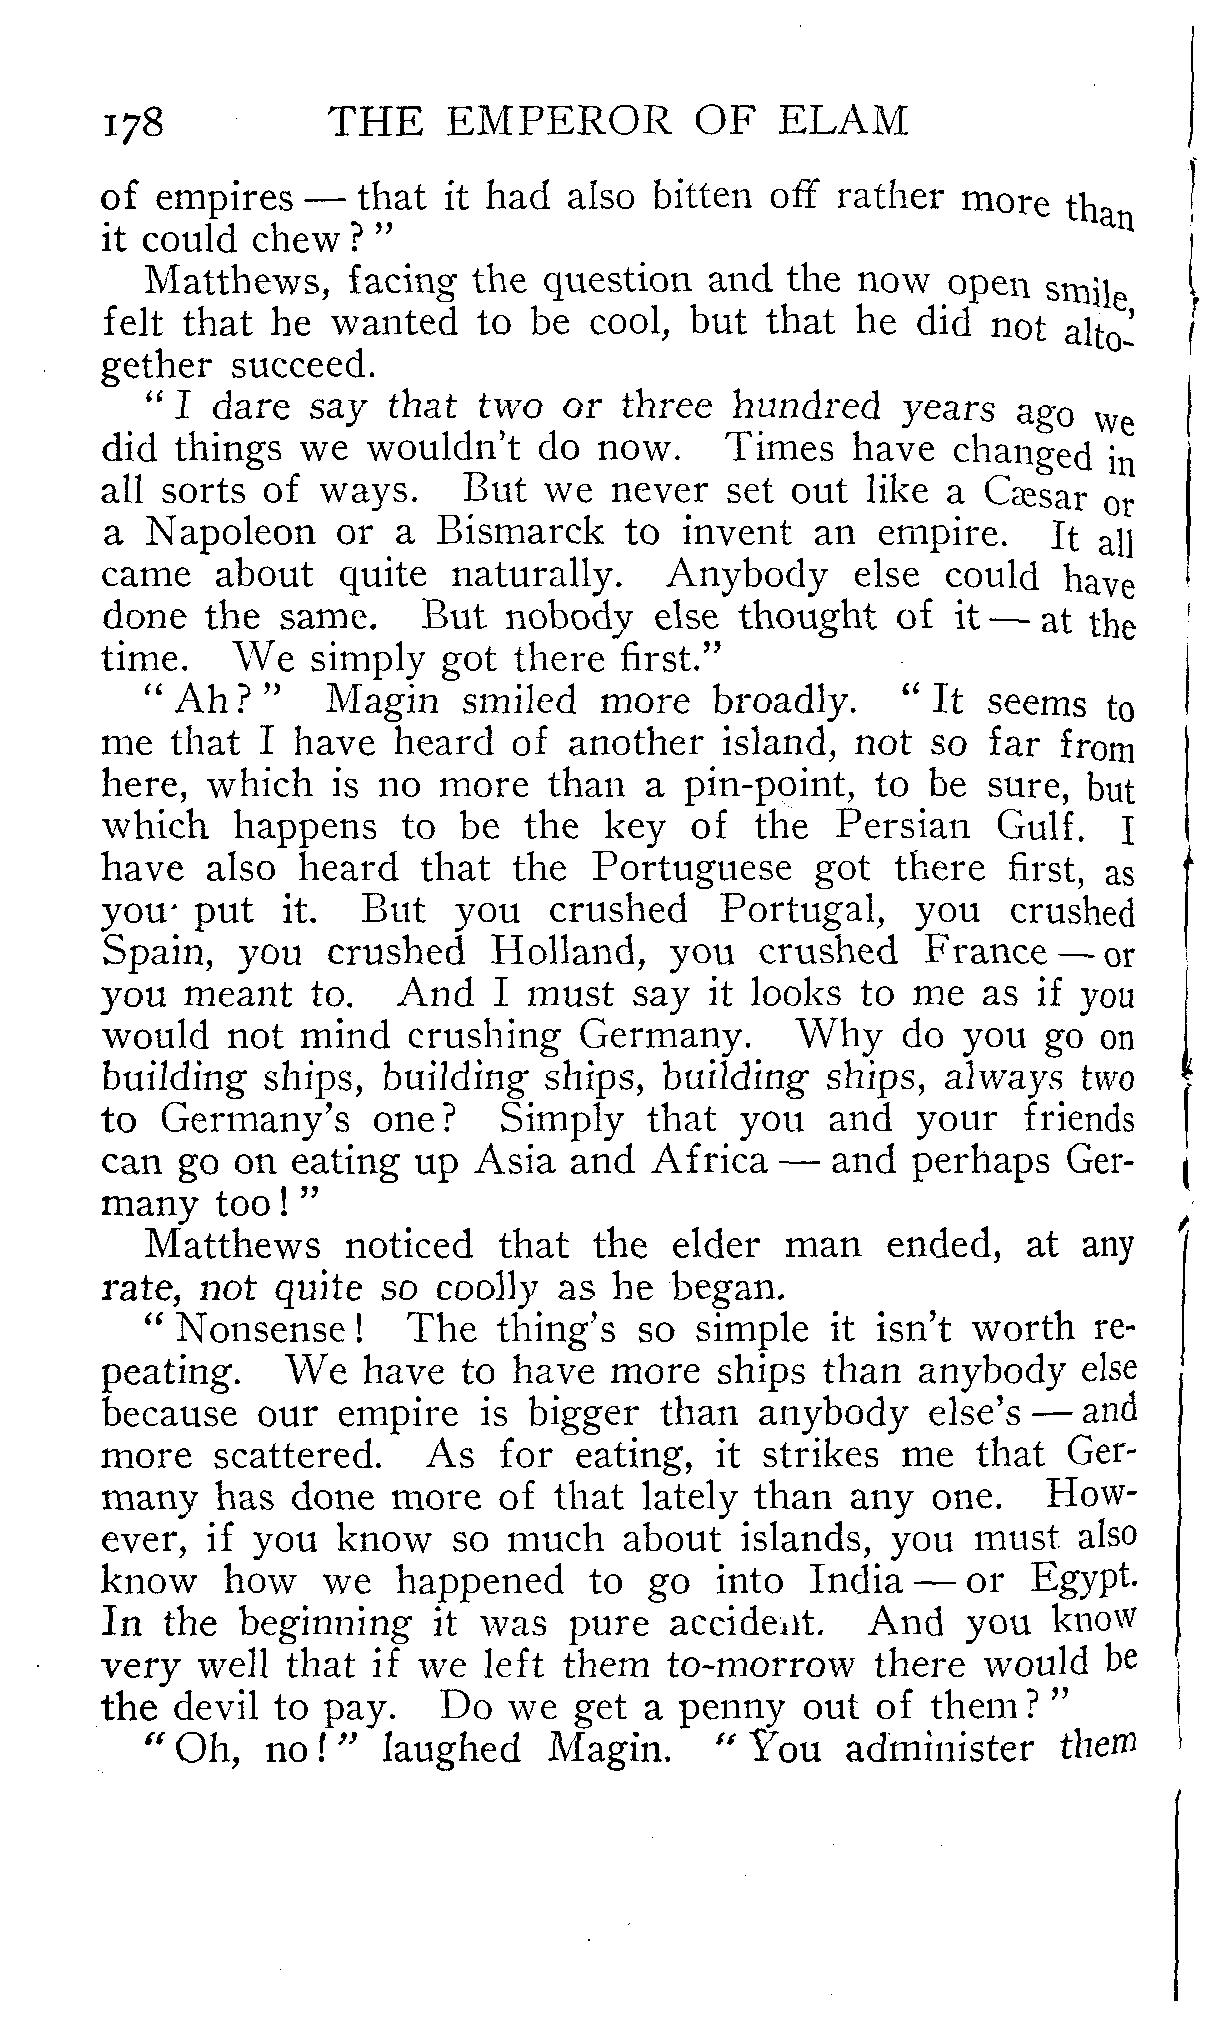 178 THE EMPEROR OF ELAM
of empires — that it had also bitten off rather more than
it could chew?"
Matthews, facing the question and the now open smile,
felt that he wanted to be cool, but that he did not alto-
gether succeed.
"I dare say that two or three hundred years ago we
did things we wouldn't do now. Times have changed in
all sorts of ways. But we never set out like a Cæsar or
a Napoleon or a Bismarck to invent an empire. It all
came about quite naturally. Anybody else could have
done the same. But nobody else thought of it — at the
time. We simply got there first."
"Ah?" Magin smiled more broadly. "It seems to
me that I have heard of another island, not so far from
here, which is no more than a pin-point, to be sure, but
which happens to be the key of the Persian Gulf. I
have also heard that the Portuguese got there first, as
you put it. But you crushed Portugal, you crushed
Spain, you crushed Holland, you crushed France — or
you meant to. And I must say it looks to me as if you
would not mind crushing Germany. Why do you go on
building ships, building ships, building ships, always two
to Germany's one? Simply that you and your friends
can go on eating up Asia and Africa — and perhaps Ger-
many too!"
Matthews noticed that the elder man ended, at any
rate, not quite so coolly as he began.
"Nonsense! The thing's so simple it isn't worth re-
peating. We have to have more ships than anybody else
because our empire is bigger than anybody else's — and
more scattered. As for eating, it strikes me that Ger-
many has done more of that lately than any one. How-
ever, if you know so much about islands, you must also
know how we happened to go into India — or Egypt.
In the beginning it was pure accident. And you know
very well that if we left them to-morrow there would be
the devil to pay. Do we get a penny out of them?"
"Oh, no!" laughed Magin. "You administer them